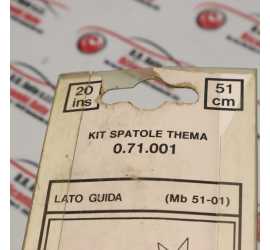 20 ins
51 cm
KIT SPATOLE THEMA
0.71.001
LATO GUIDA (Mb 51-01)